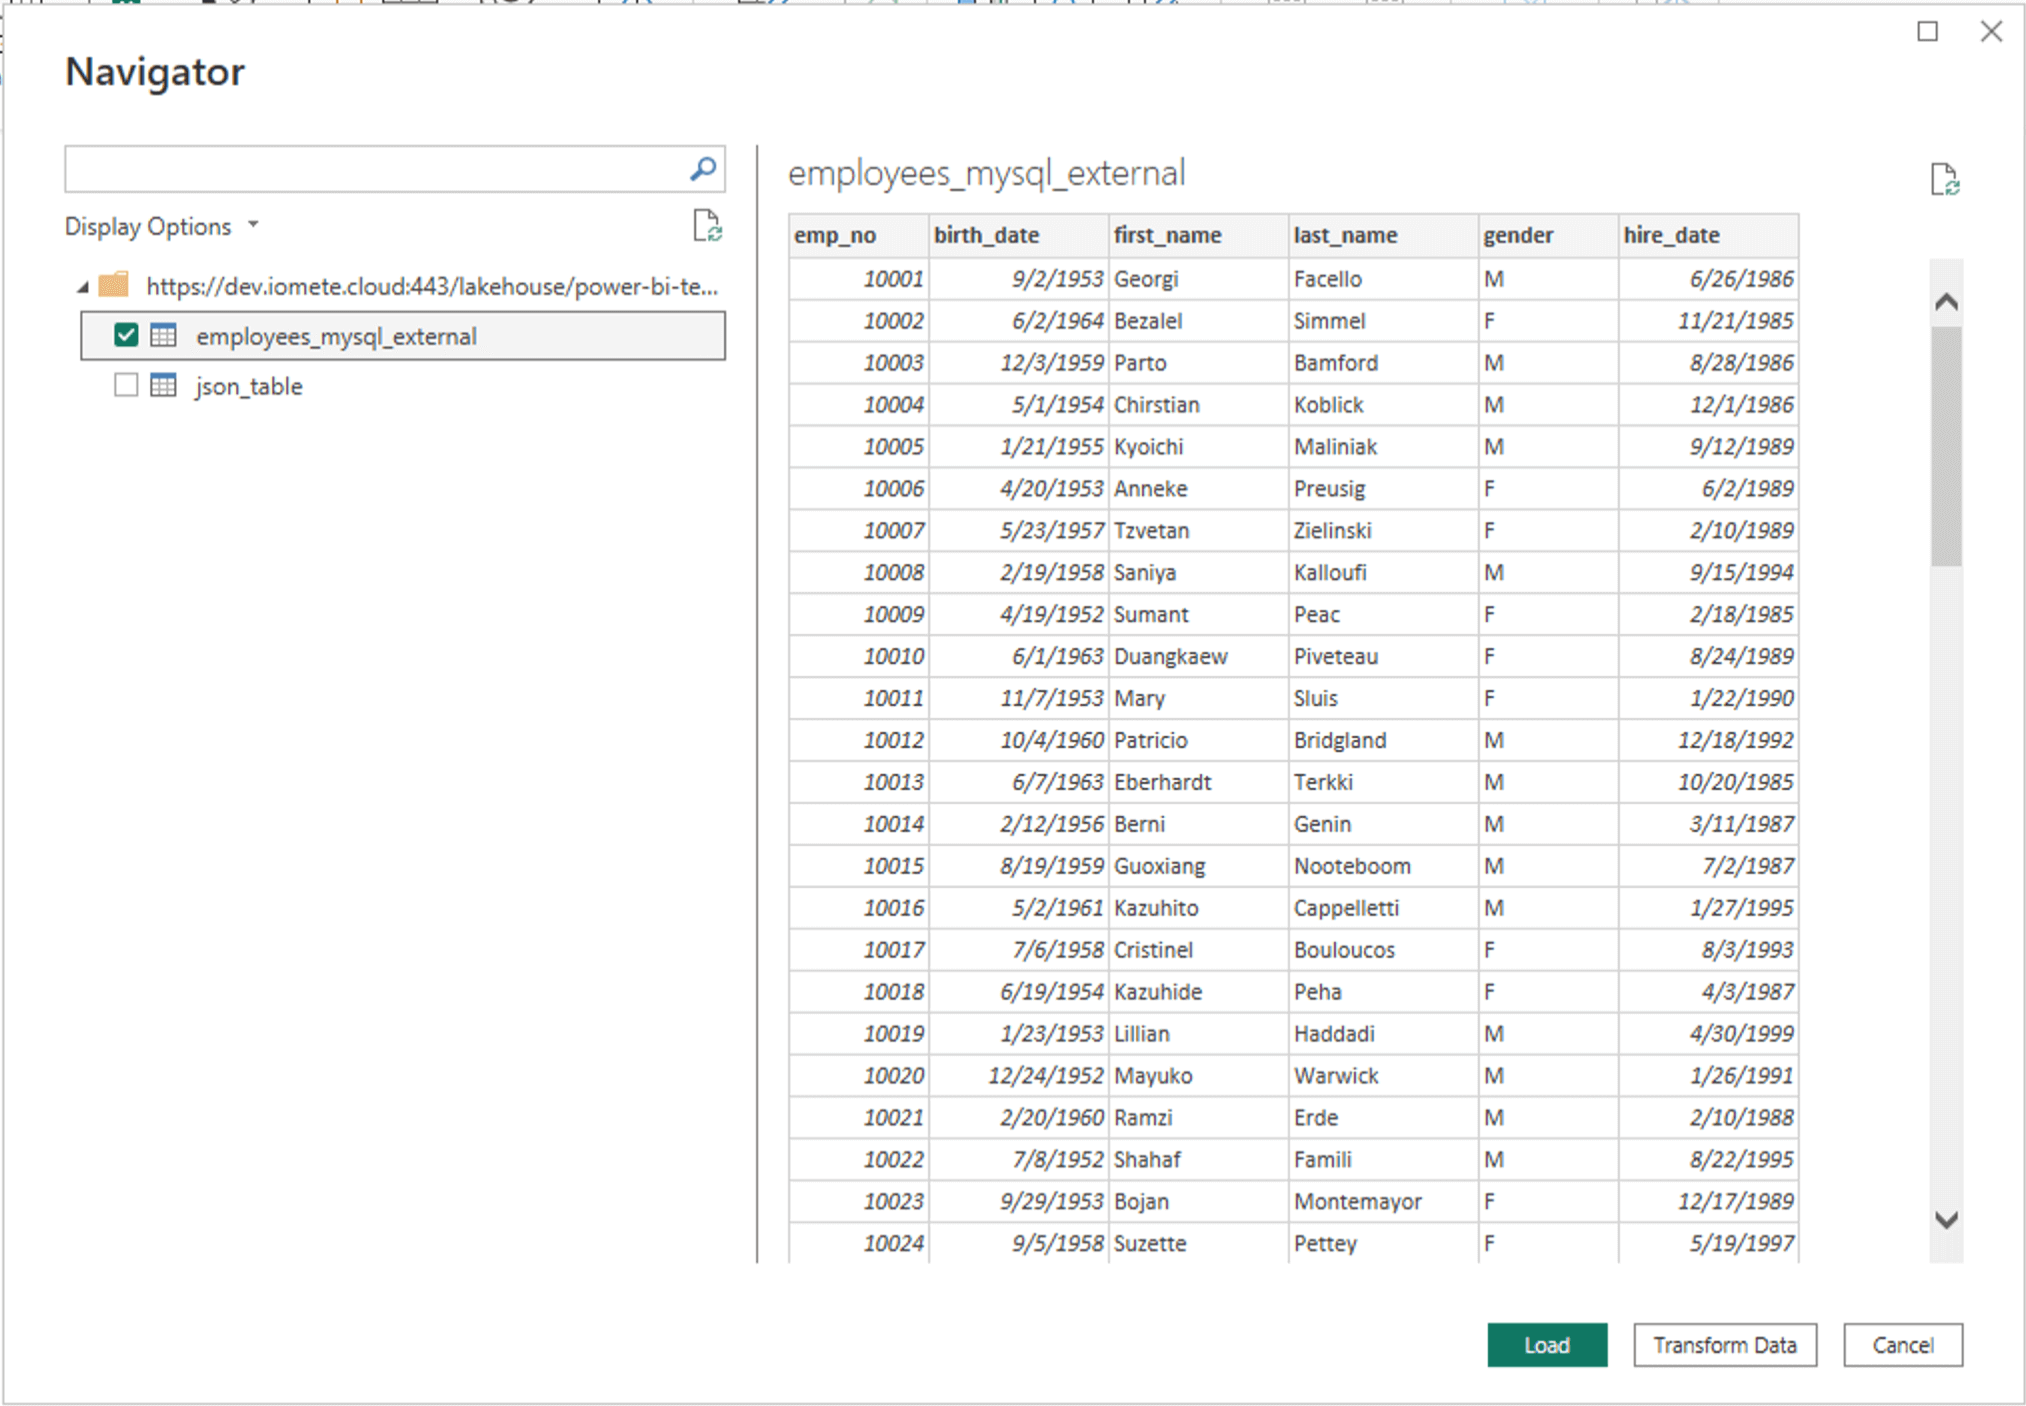 Navigator
Display Options
https://dev.iomete.cloud:443/lakehouse/power-bi-te...
employees_mysql_external
json_table
employees_mysql_external
emp_no birth_date first_name last_name gender hire_date
10001 9/2/1953 Georgi Facello M 6/26/1986
10002 6/2/1964 Bezalel Simmel F 11/21/1985
10003 12/3/1959 Parto Bamford M 8/28/1986
10004 5/1/1954 Chirstian Koblick M 12/1/1986
10005 1/21/1955 Kyoichi Maliniak M 9/12/1989
10006 4/20/1953 Anneke Preusig F 6/2/1989
10007 5/23/1957 Tzvetan Zielinski F 2/10/1989
10008 2/19/1958 Saniya Kalloufi M 9/15/1994
10009 4/19/1952 Sumant Peac F 2/18/1985
10010 6/1/1963 Duangkaew Piveteau F 8/24/1989
10011 11/7/1953 Mary Sluis F 1/22/1990
10012 10/4/1960 Patricio Bridgland M 12/18/1992
10013 6/7/1963 Eberhardt Terkki M 10/20/1985
10014 2/12/1956 Berni Genin M 3/11/1987
10015 8/19/1959 Guoxiang Nooteboom M 7/2/1987
10016 5/2/1961 Kazuhito Cappelletti M 1/27/1995
10017 7/6/1958 Cristinel Bouloucos F 8/3/1993
10018 6/19/1954 Kazuhide Peha F 4/3/1987
10019 1/23/1953 Lillian Haddadi M 4/30/1999
10020 12/24/1952 Mayuko Warwick M 1/26/1991
10021 2/20/1960 Ramzi Erde M 2/10/1988
10022 7/8/1952 Shahaf Famili M 8/22/1995
10023 9/29/1953 Bojan Montemayor F 12/17/1989
10024 9/5/1958 Suzette Pettey F 5/19/1997
Load Transform Data Cancel